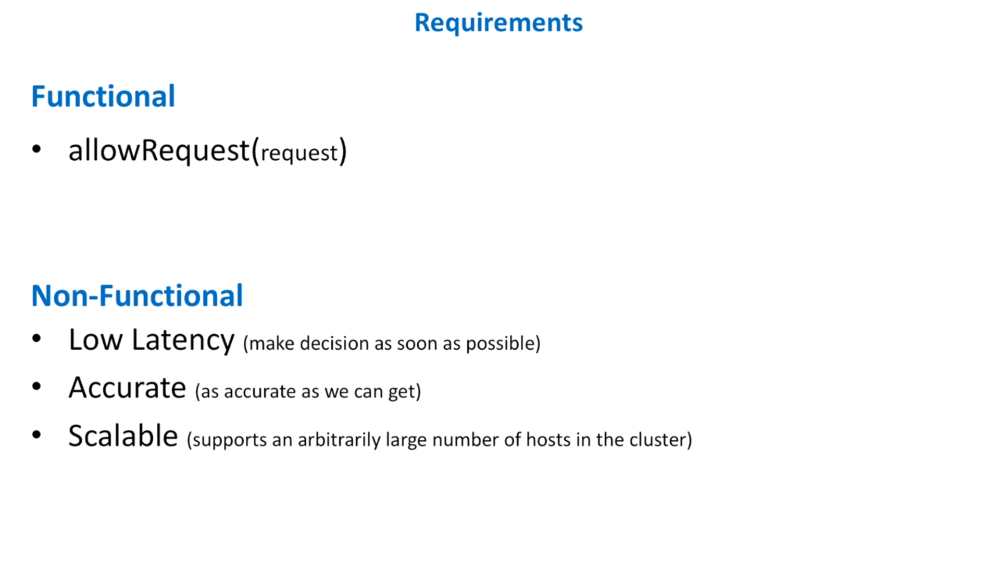 Requirements
Functional
• allowRequest(request)
Non-Functional
• Low Latency (make decision as soon as possible)
• Accurate (as accurate as we can get)
• Scalable (supports an arbitrarily large number of hosts in the cluster)